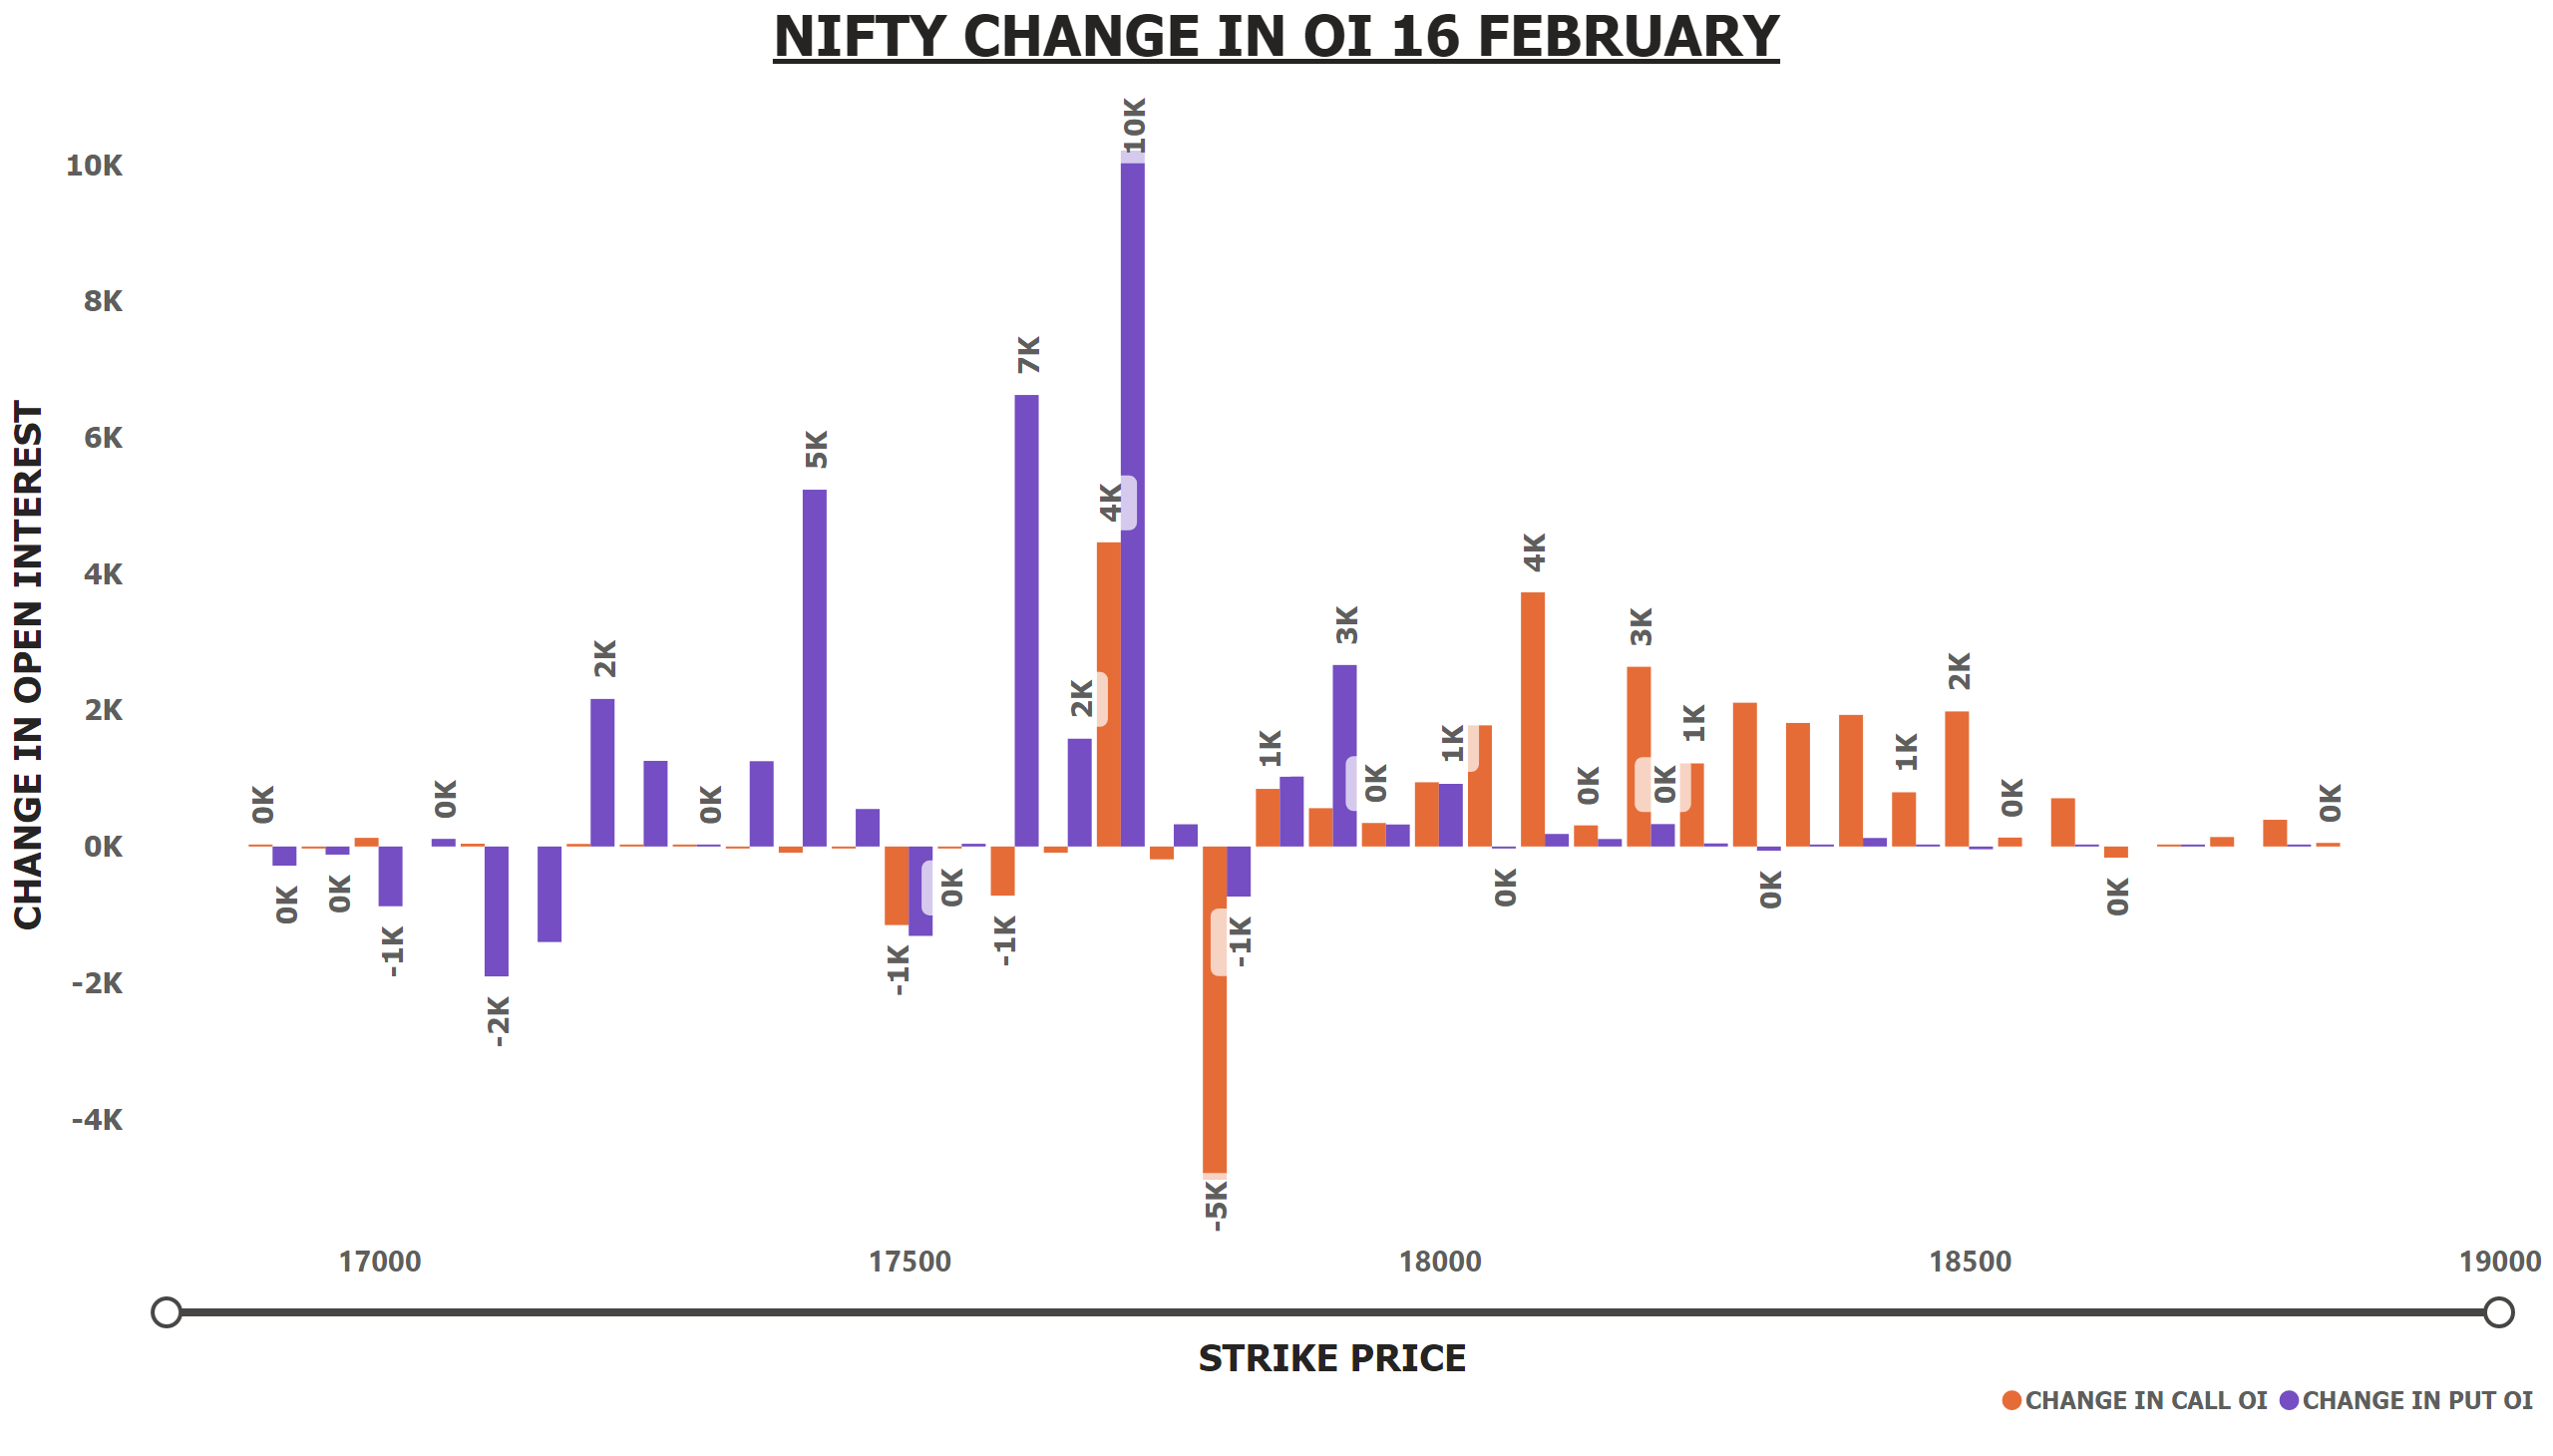 NIFTY CHANGE IN OI 16 FEBRUARY
CHANGE IN OPEN INTEREST
10K
8K
6K
4K
2K
0K
-2K
-4K
0K
0K
0K
-1K
0K
-2K
2K
0K
5K
-1K
0K
-1K
7K
2K
4K
10K
-5K
-1K
1K
3K
0K
1K
0K
4K
0K
3K
0K
1K
0K
1K
2K
0K
0K
0K
17000
17500
18000
18500
19000
STRIKE PRICE
CHANGE IN CALL OI
CHANGE IN PUT OI